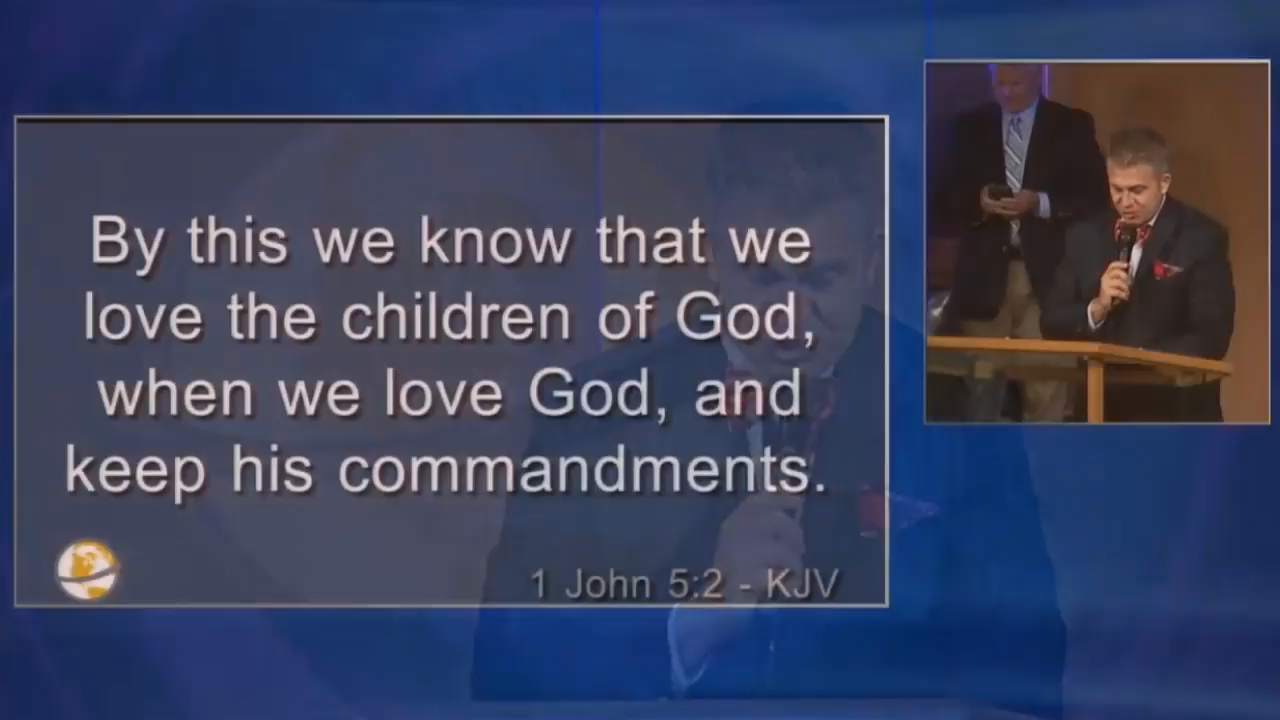 By this we know that we
love the children of God,
when we love God, and
keep his commandments.
1 John 5:2 - KJV